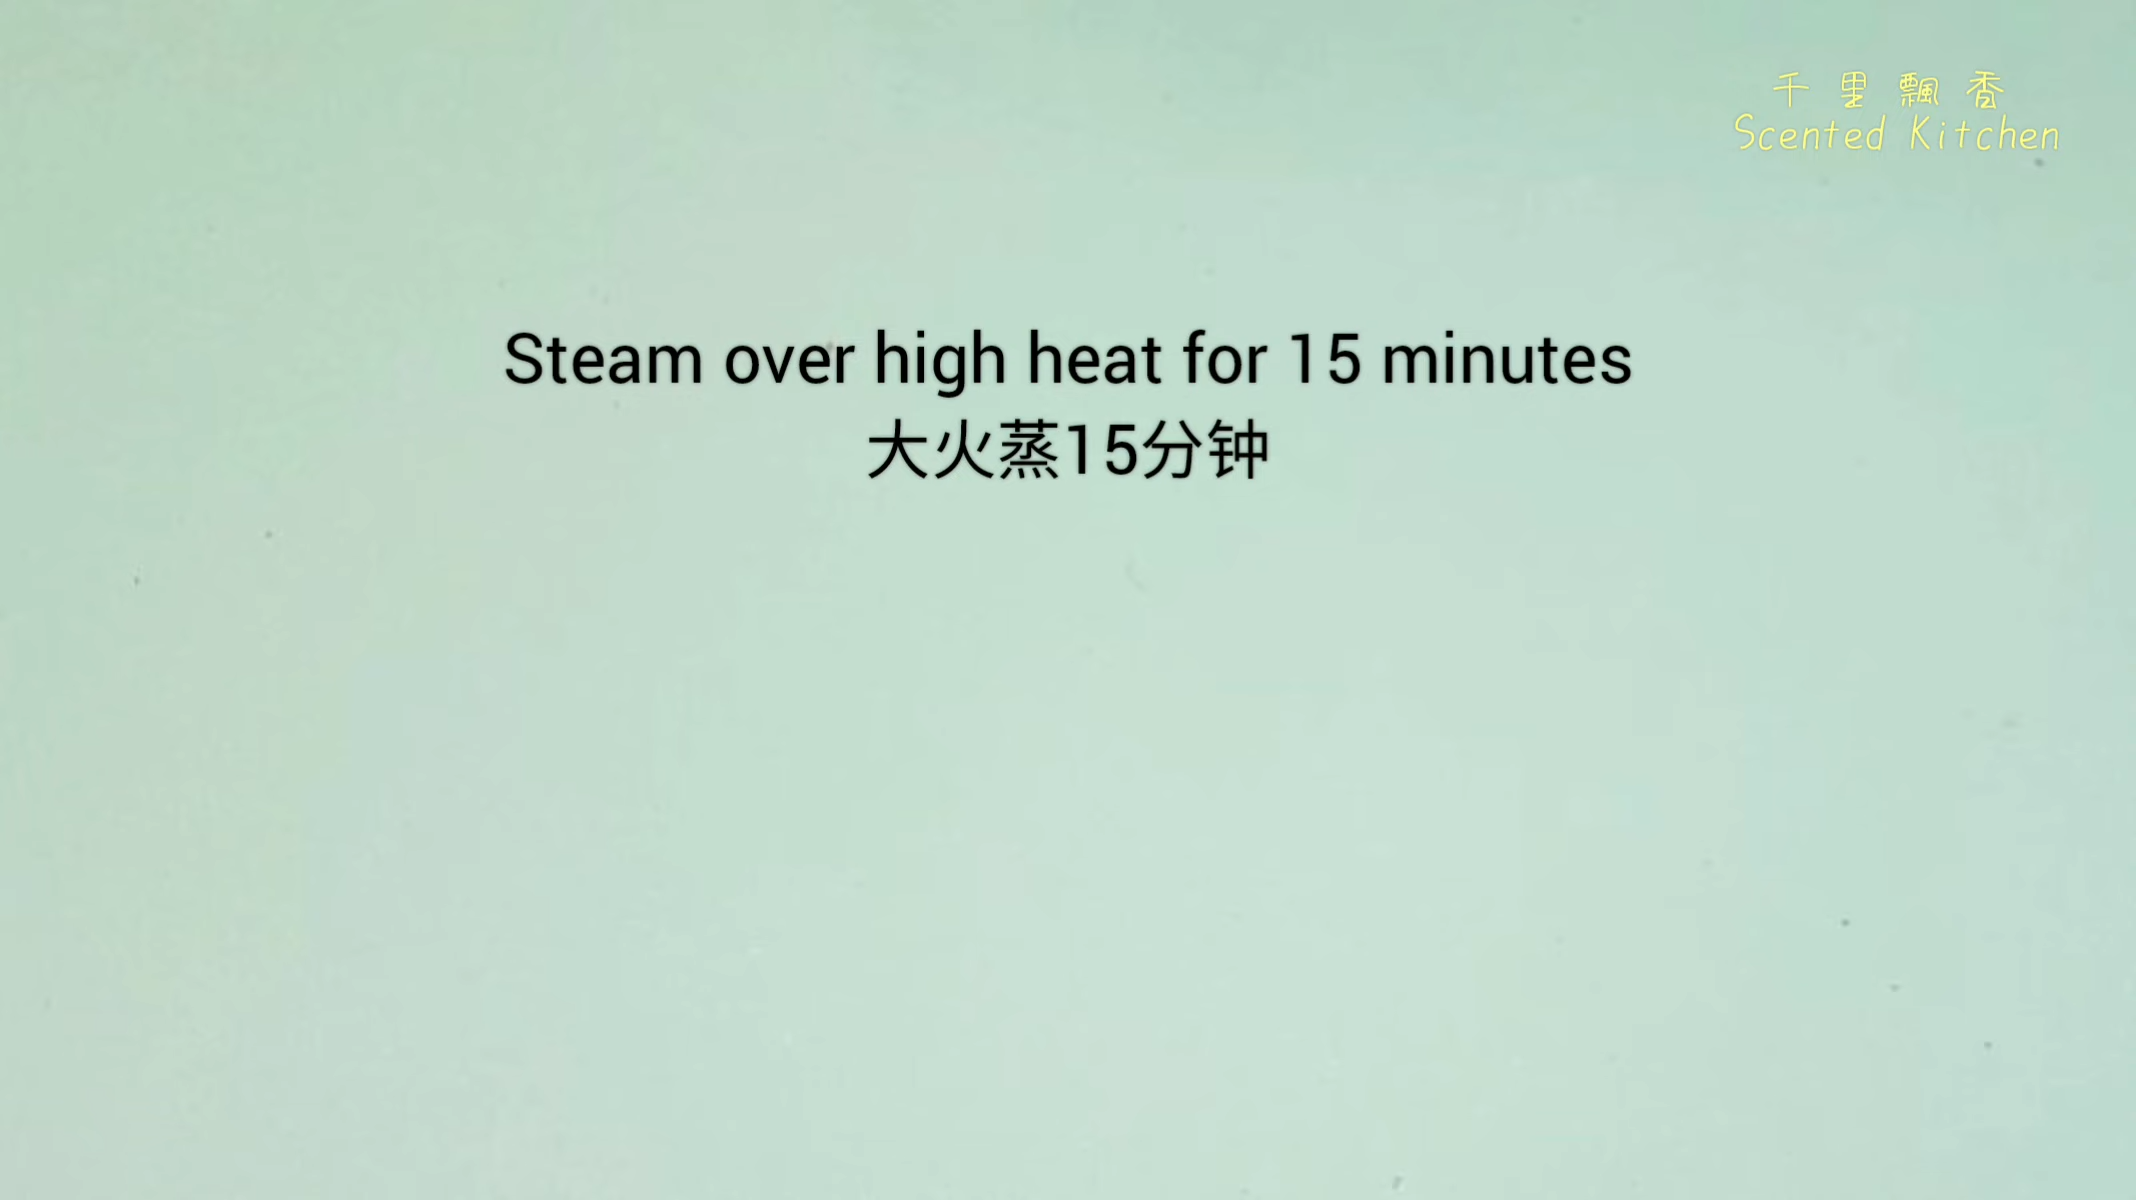 千里飄香
Scented Kitchen
Steam over high heat for 15 minutes
大火蒸15分钟